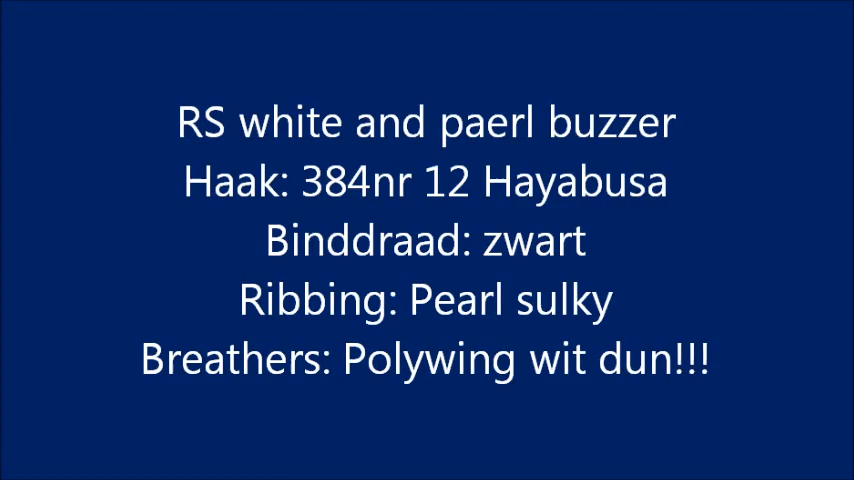 RS white and paerl buzzer
Haak: 384nr 12 Hayabusa
Binddraad: zwart
Ribbing: Pearl sulky
Breathers: Polywing wit dun!!!